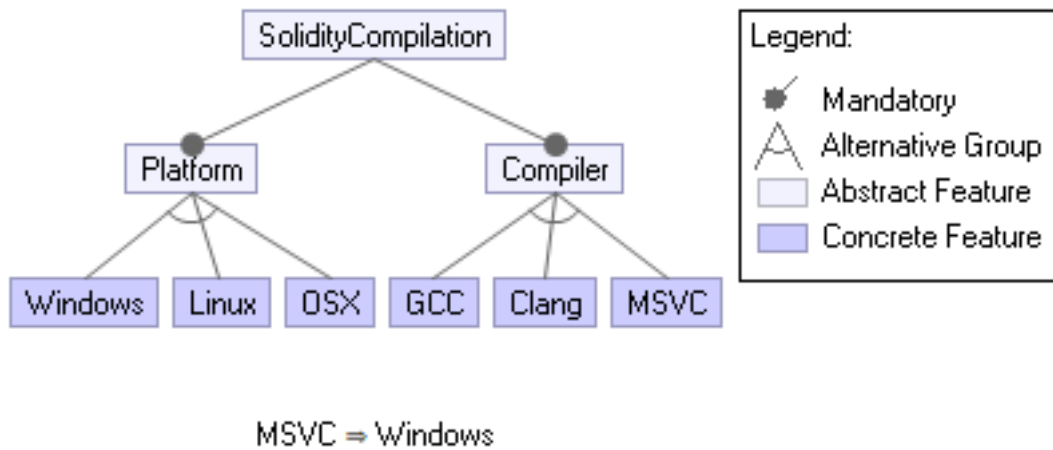 SolidityCompilation
Platform
Compiler
Windows
Linux
OSX
GCC
Clang
MSVC
MSVC ⇒ Windows
Legend:
Mandatory
Alternative Group
Abstract Feature
Concrete Feature